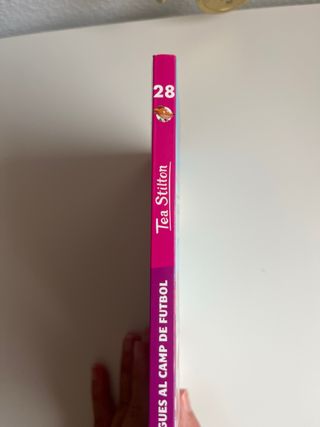 28
Tea Stilton
GUES AL CAMP DE FUTBOL